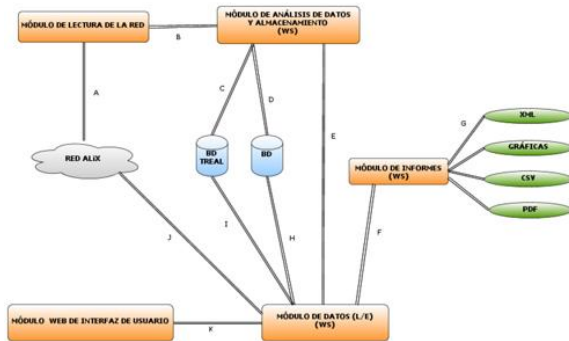 MÓDULO DE LECTURA DE LA RED
MÓDULO DE ANÁLISIS DE DATOS
Y ALMACENAMIENTO
(WS)
B
A
C
D
E
G
XML
GRÁFICAS
CSV
PDF
RED ALiX
BD
TREAL
BD
MÓDULO DE INFORMES
(WS)
J
I
H
F
MÓDULO WEB DE INTERFAZ DE USUARIO
K
MÓDULO DE DATOS (L/E)
(WS)